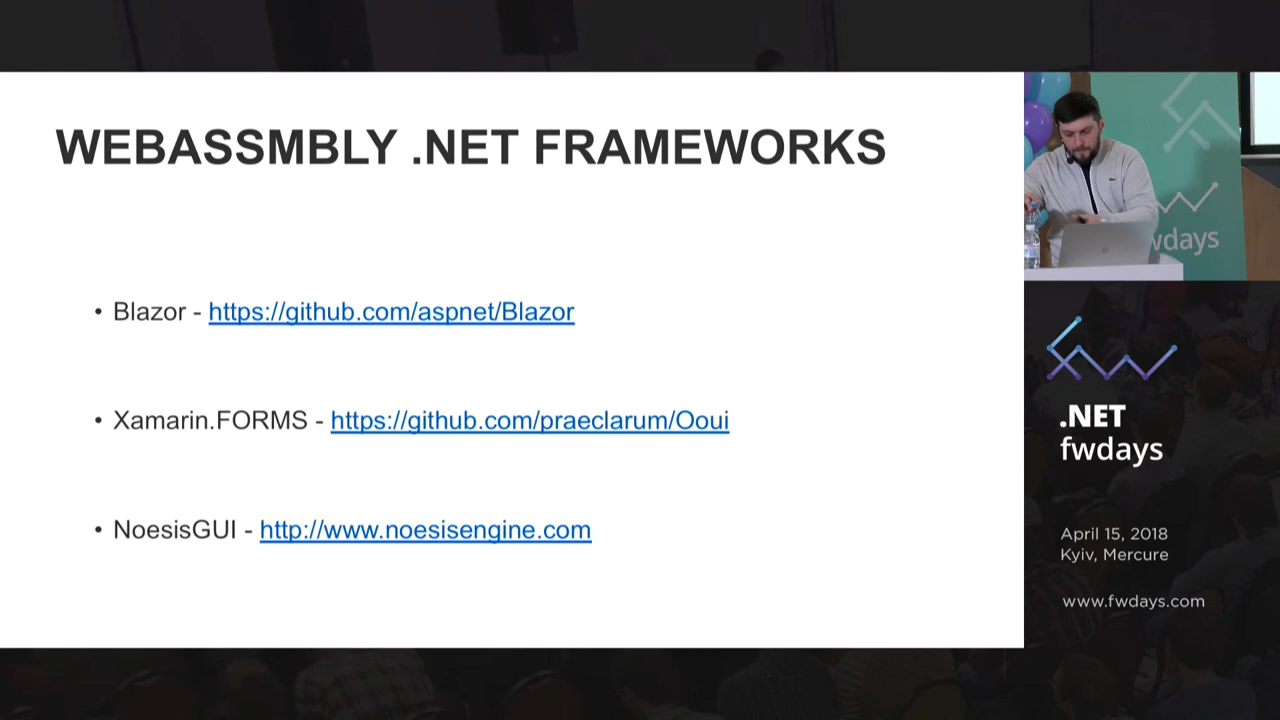 WEBASSMBLY .NET FRAMEWORKS
• Blazor - https://github.com/aspnet/Blazor
• Xamarin.FORMS - https://github.com/praeclarum/Ooui
• NoesisGUI - http://www.noesisengine.com
wdays
.NET
fwdays
April 15, 2018
Kyiv, Mercure
www.fwdays.com